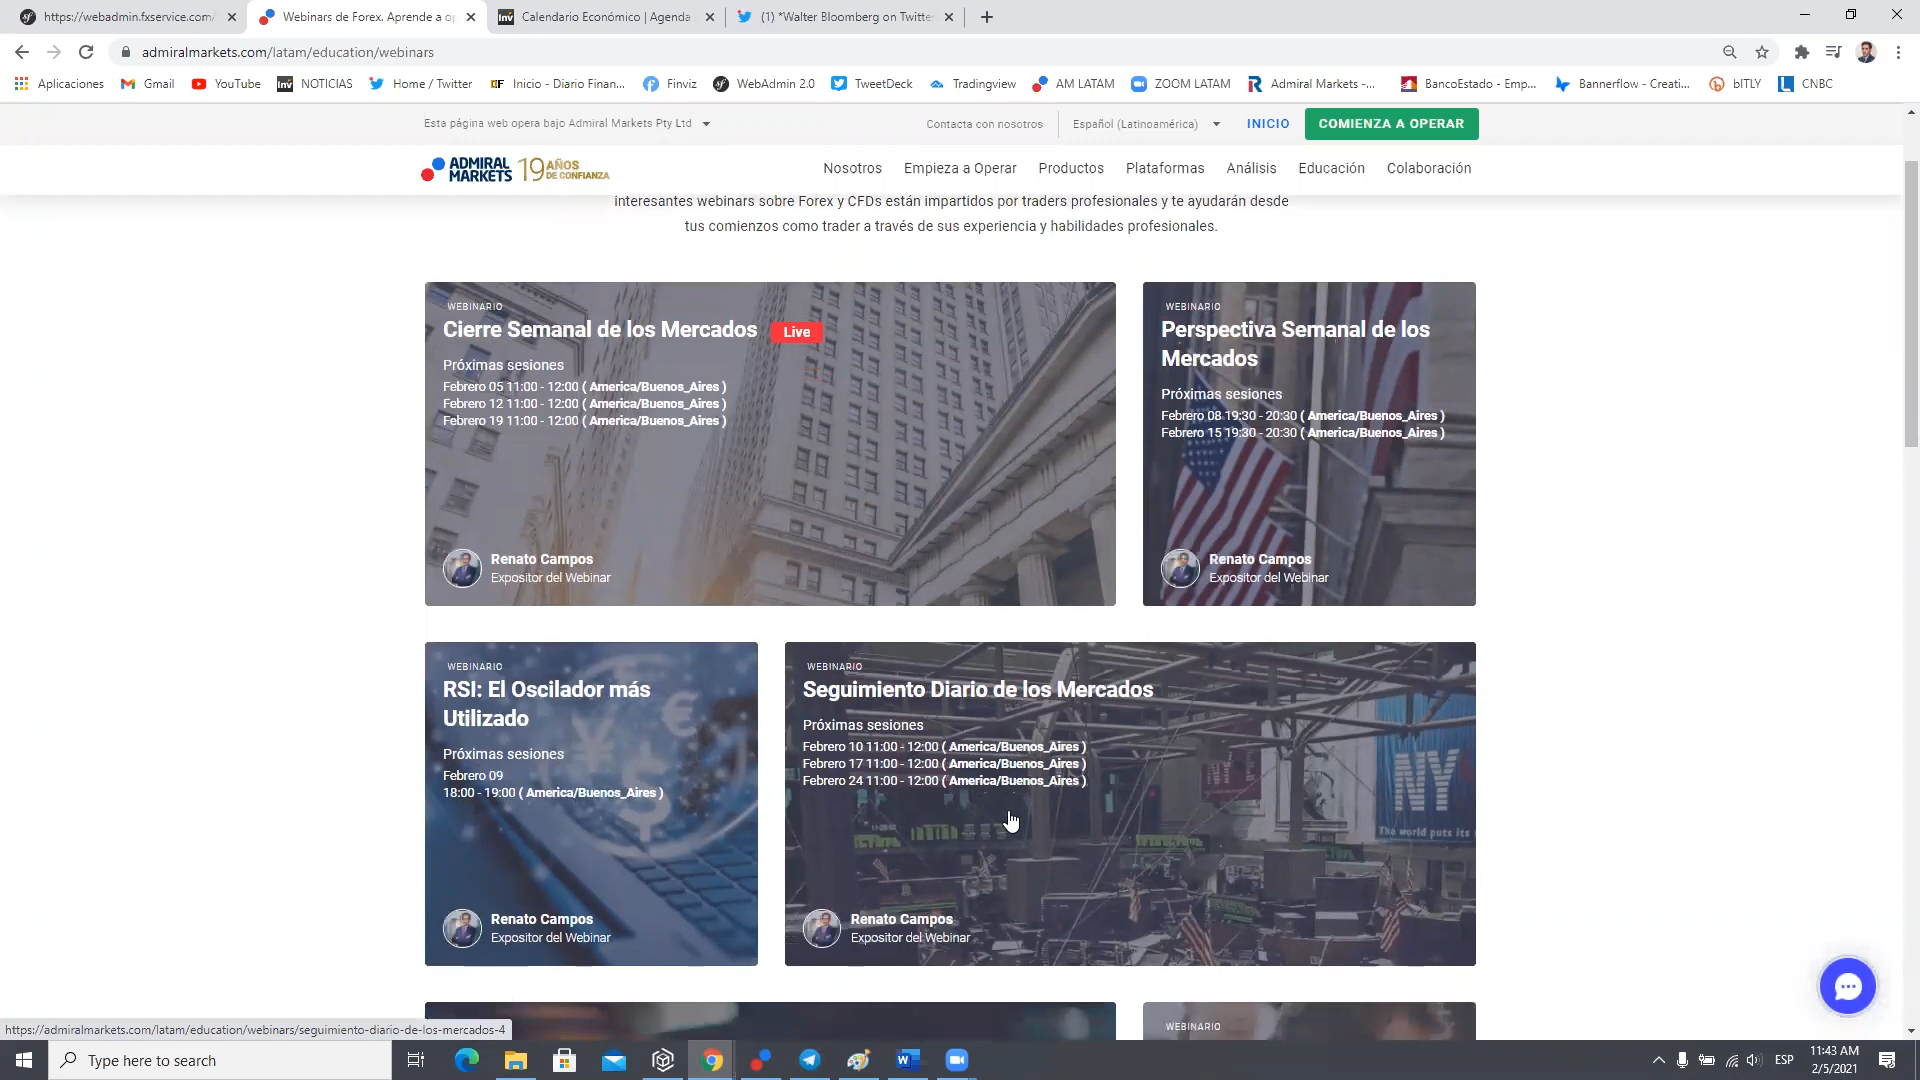 https://webadmin.fxservice.com/
Webinars de Forex. Aprende a op
Calendario Económico | Agenda
(1) *Walter Bloomberg on Twitte
admiralmarkets.com/latam/education/webinars
Aplicaciones
Gmail
YouTube
NOTICIAS
Home / Twitter
Inicio - Diario Finan...
Finviz
WebAdmin 2.0
TweetDeck
Tradingview
AM LATAM
ZOOM LATAM
Admiral Markets -...
BancoEstado - Emp...
Bannerflow - Creati...
bITLY
CNBC
Esta página web opera bajo Admiral Markets Pty Ltd
Contacta con nosotros
Español (Latinoamérica)
INICIO
COMIENZA A OPERAR
ADMIRAL MARKETS
19 AÑOS DE CONFIANZA
Nosotros
Empieza a Operar
Productos
Plataformas
Análisis
Educación
Colaboración
interesantes webinars sobre Forex y CFDs están impartidos por traders profesionales y te ayudarán desde
tus comienzos como trader a través de sus experiencia y habilidades profesionales.
WEBINARIO
Cierre Semanal de los Mercados Live
Próximas sesiones
Febrero 05 11:00 - 12:00 ( America/Buenos_Aires )
Febrero 12 11:00 - 12:00 ( America/Buenos_Aires )
Febrero 19 11:00 - 12:00 ( America/Buenos_Aires )
Renato Campos
Expositor del Webinar
WEBINARIO
Perspectiva Semanal de los
Mercados
Próximas sesiones
Febrero 08 19:30 - 20:30 ( America/Buenos_Aires )
Febrero 15 19:30 - 20:30 ( America/Buenos_Aires )
Renato Campos
Expositor del Webinar
WEBINARIO
RSI: El Oscilador más
Utilizado
Próximas sesiones
Febrero 09
18:00 - 19:00 ( America/Buenos_Aires )
Renato Campos
Expositor del Webinar
WEBINARIO
Seguimiento Diario de los Mercados
Próximas sesiones
Febrero 10 11:00 - 12:00 ( America/Buenos_Aires )
Febrero 17 11:00 - 12:00 ( America/Buenos_Aires )
Febrero 24 11:00 - 12:00 ( America/Buenos_Aires )
NY
The world puts its
Renato Campos
Expositor del Webinar
WEBINARIO
https://admiralmarkets.com/latam/education/webinars/seguimiento-diario-de-los-mercados-4
Type here to search
ESP
11:43 AM
2/5/2021